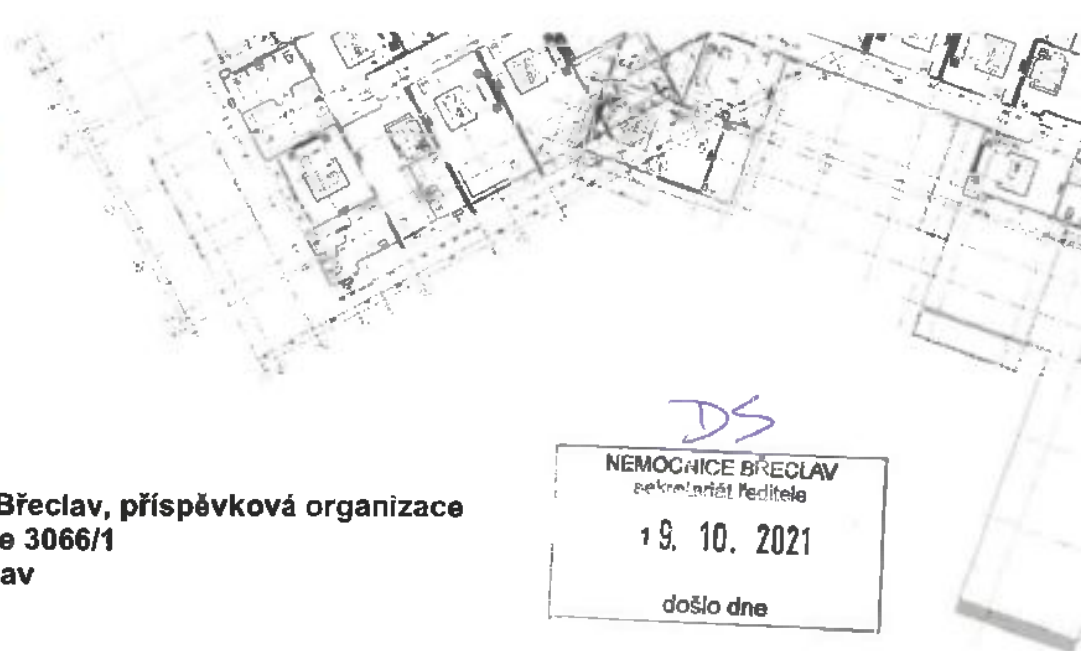 DS
NEMOCNICE BŘECLAV
sekretariát ředitele
19. 10. 2021
došlo dne
Břeclav, příspěvková organizace
e 3066/1
av